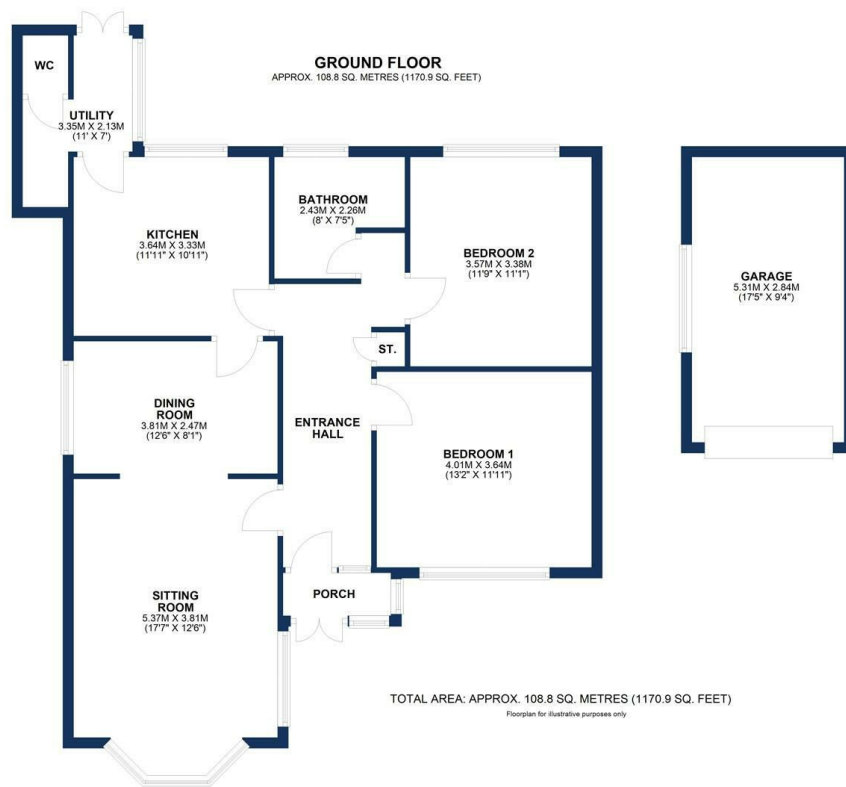 GROUND FLOOR
APPROX. 108.8 SQ. METRES (1170.9 SQ. FEET)
WC
UTILITY
3.35M X 2.13M
(11' X 7')
KITCHEN
3.64M X 3.33M
(11'11" X 10'11")
BATHROOM
2.43M X 2.26M
(8' X 7'5")
BEDROOM 2
3.57M X 3.38M
(11'9" X 11'1")
GARAGE
5.31M X 2.84M
(17'5" X 9'4")
ST.
DINING
ROOM
3.81M X 2.47M
(12'6" X 8'1")
ENTRANCE
HALL
BEDROOM 1
4.01M X 3.64M
(13'2" X 11'11")
SITTING
ROOM
5.37M X 3.81M
(17'7" X 12'6")
PORCH
TOTAL AREA: APPROX. 108.8 SQ. METRES (1170.9 SQ. FEET)
Floorplan for illustrative purposes only